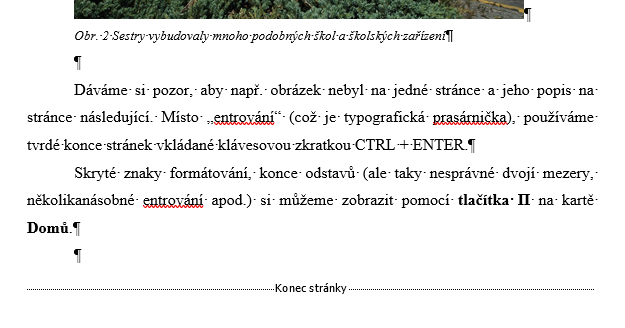 Obr. 2 Sestry vybudovaly mnoho podobných škol a školských zařízení¶
¶
Dáváme si pozor, aby např. obrázek nebyl na jedné stránce a jeho popis na
stránce následující. Místo ,,entrování“ (což je typografická prasárnička), používáme
tvrdé konce stránek vkládané klávesovou zkratkou CTRL + ENTER.¶
Skryté znaky formátování, konce odstavů (ale taky nesprávné dvojí mezery,
několikanásobné entrování apod.) si můžeme zobrazit pomocí tlačítka Π na kartě
Domů.¶
¶
Konec stránky